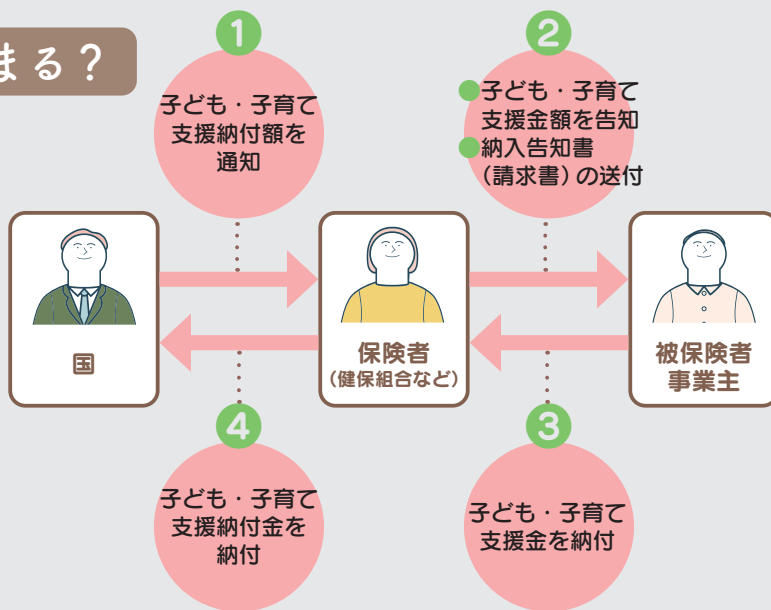 まる？
1
子ども・子育て
支援納付額を
通知
2
●子ども・子育て
支援金額を告知
●納入告知書
（請求書）の送付
国
保険者
（健保組合など）
被保険者
事業主
4
子ども・子育て
支援納付金を
納付
3
子ども・子育て
支援金を納付